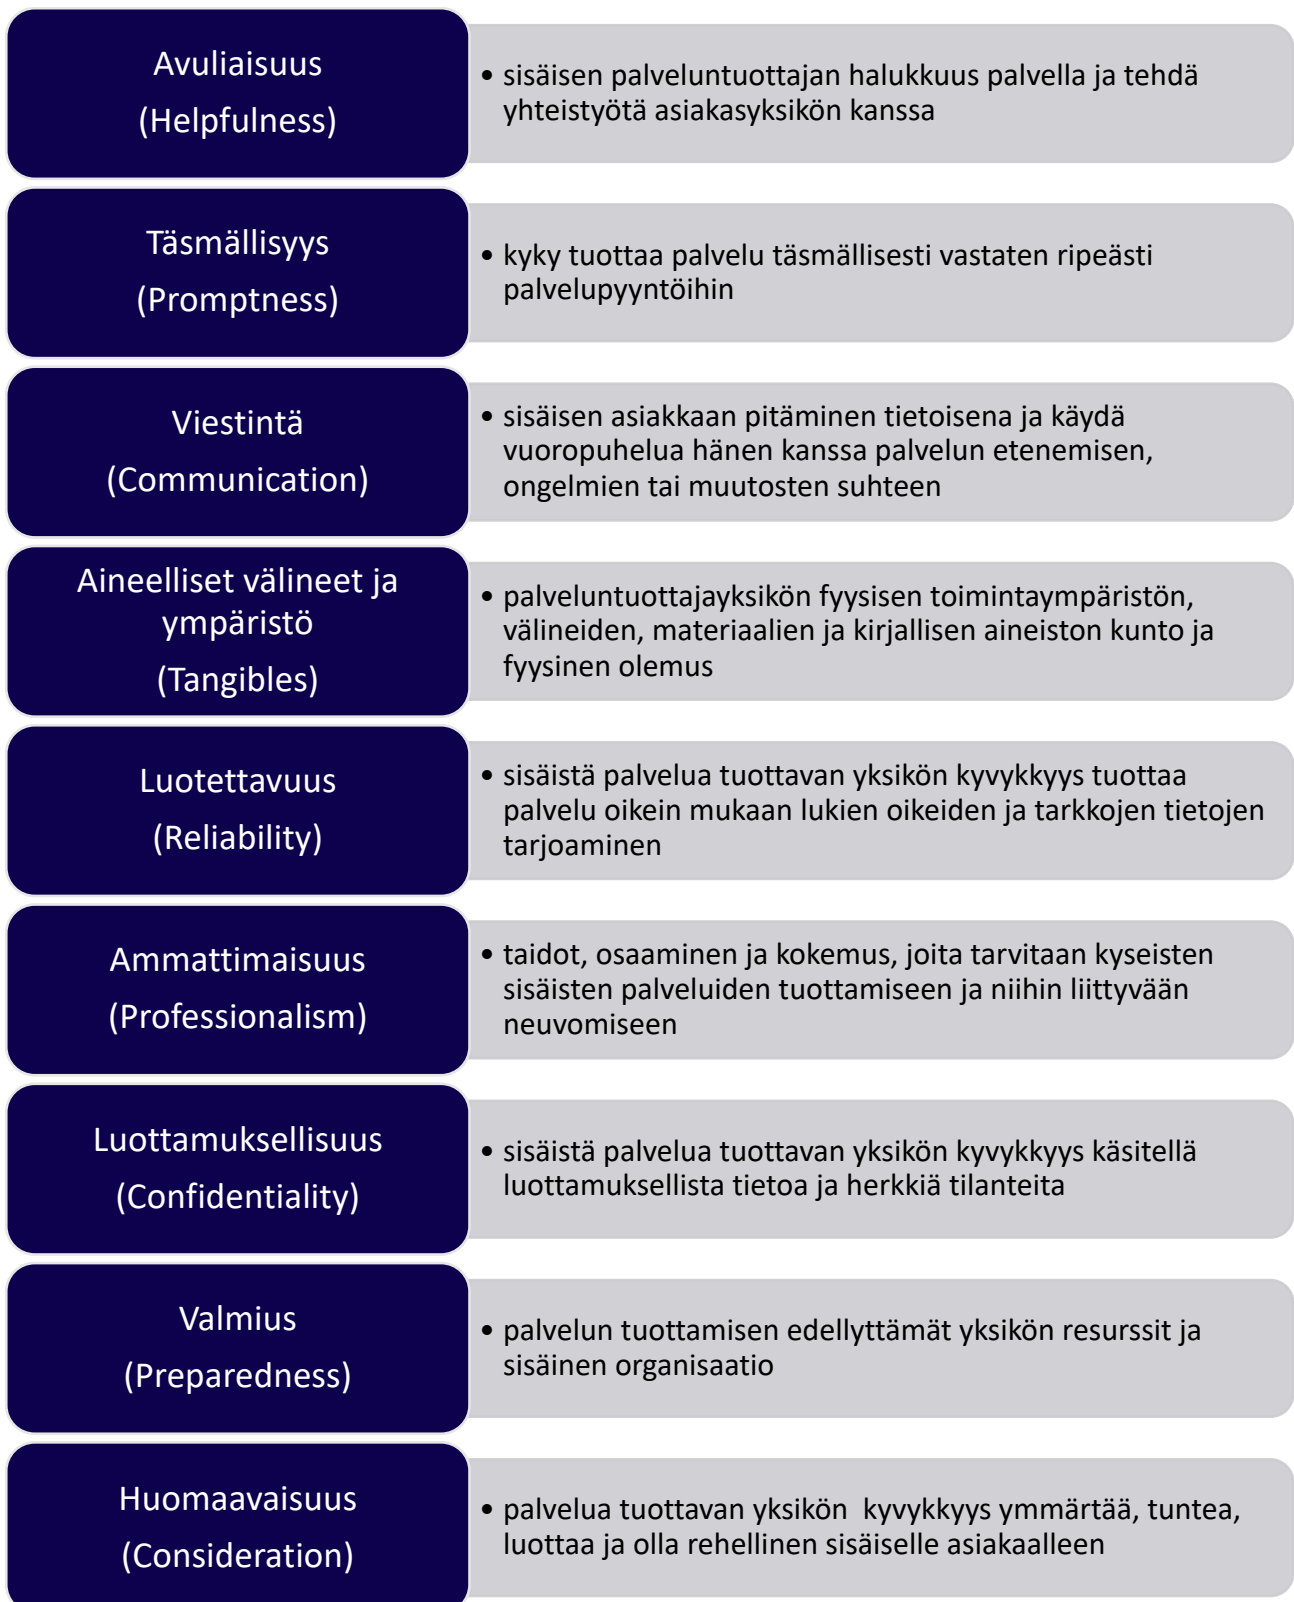 Avuliaisuus
(Helpfulness)
• sisäisen palveluntuottajan halukkuus palvella ja tehdä
yhteistyötä asiakasyksikön kanssa
Täsmällisyys
(Promptness)
• kyky tuottaa palvelu täsmällisesti vastaten ripeästi
palvelupyyntöihin
Viestintä
(Communication)
• sisäisen asiakkaan pitäminen tietoisena ja käydä
vuoropuhelua hänen kanssa palvelun etenemisen,
ongelmien tai muutosten suhteen
Aineelliset välineet ja
ympäristö
(Tangibles)
• palveluntuottajayksikön fyysisen toimintaympäristön,
välineiden, materiaalien ja kirjallisen aineiston kunto ja
fyysinen olemus
Luotettavuus
(Reliability)
• sisäistä palvelua tuottavan yksikön kyvykkyys tuottaa
palvelu oikein mukaan lukien oikeiden ja tarkkojen tietojen
tarjoaminen
Ammattimaisuus
(Professionalism)
• taidot, osaaminen ja kokemus, joita tarvitaan kyseisten
sisäisten palveluiden tuottamiseen ja niihin liittyvään
neuvomiseen
Luottamuksellisuus
(Confidentiality)
• sisäistä palvelua tuottavan yksikön kyvykkyys käsitellä
luottamuksellista tietoa ja herkkiä tilanteita
Valmius
(Preparedness)
• palvelun tuottamisen edellyttämät yksikön resurssit ja
sisäinen organisaatio
Huomaavaisuus
(Consideration)
• palvelua tuottavan yksikön  kyvykkyys ymmärtää, tuntea,
luottaa ja olla rehellinen sisäiselle asiakaalleen